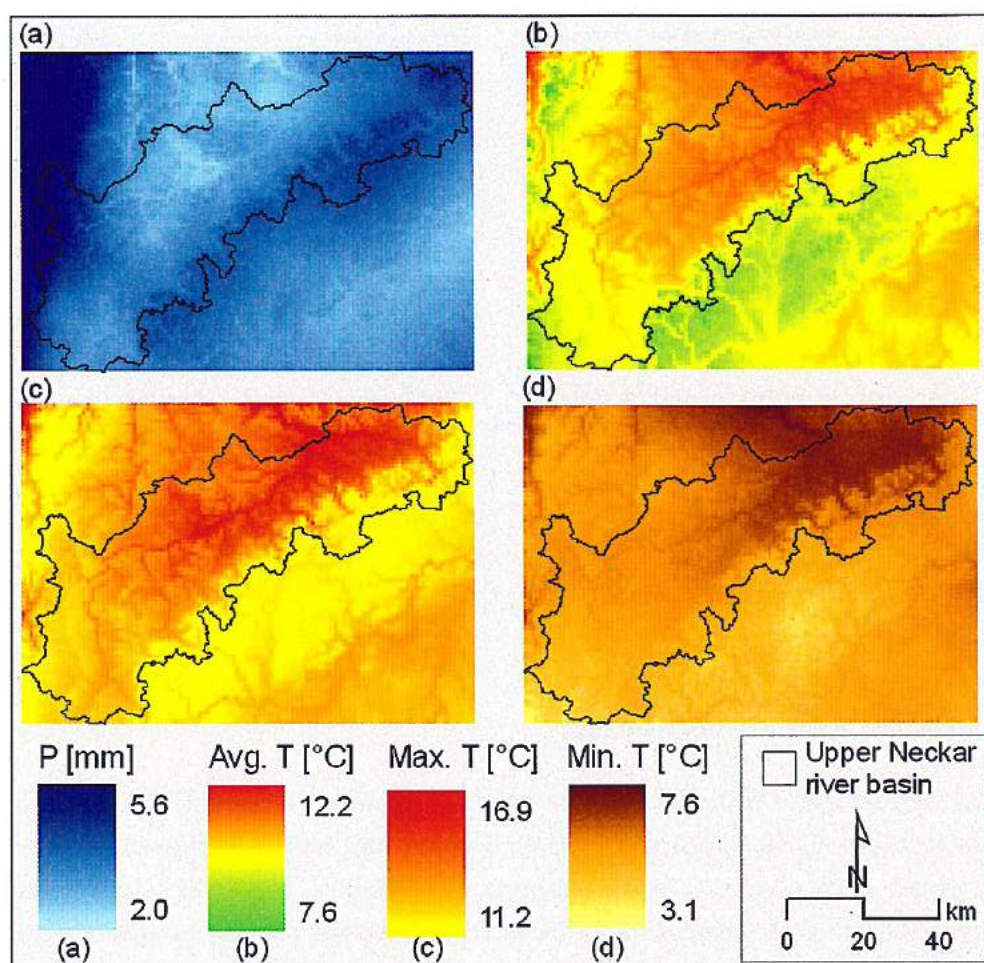 (a)
(b)
(c)
(d)
P [mm]
5.6
2.0
(a)
Avg. T [°C]
12.2
7.6
(b)
Max. T [°C]
16.9
11.2
(c)
Min. T [°C]
7.6
3.1
(d)
Upper Neckar
river basin
N
km
0 20 40